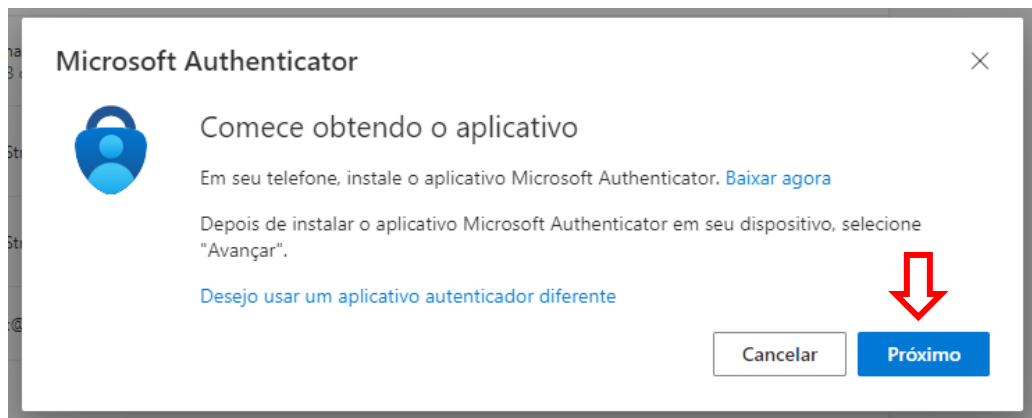 Microsoft Authenticator
Comece obtendo o aplicativo
Em seu telefone, instale o aplicativo Microsoft Authenticator. Baixar agora
Depois de instalar o aplicativo Microsoft Authenticator em seu dispositivo, selecione
"Avançar".
Desejo usar um aplicativo autenticador diferente
Cancelar Próximo